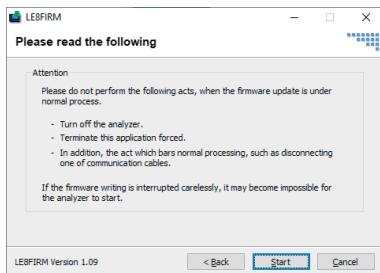 LE8FIRM
Please read the following
Attention
Please do not perform the following acts, when the firmware update is under
normal process.
- Turn off the analyzer.
- Terminate this application forced.
- In addition, the act which bars normal processing, such as disconnecting
one of communication cables.
If the firmware writing is interrupted carelessly, it may become impossible for
the analyzer to start.
LE8FIRM Version 1.09
< Back
Start
Cancel